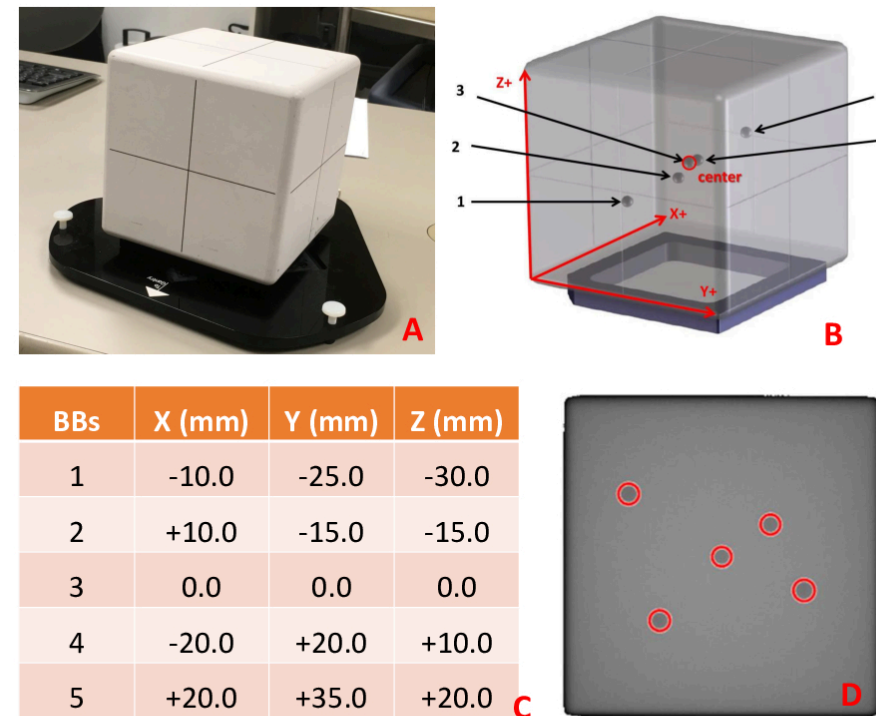 A
Z+
3
2
center
1
X+
Y+
B
BBs X (mm) Y (mm) Z (mm)
1 -10.0 -25.0 -30.0
2 +10.0 -15.0 -15.0
3 0.0 0.0 0.0
4 -20.0 +20.0 +10.0
5 +20.0 +35.0 +20.0
C
D